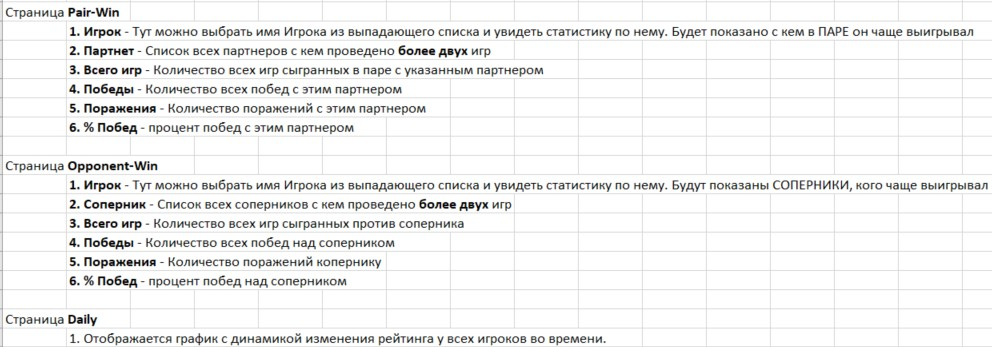 Страница Pair-Win
1. Игрок - Тут можно выбрать имя Игрока из выпадающего списка и увидеть статистику по нему. Будет показано с кем в ПАРЕ он чаще выигрывал
2. Партнет - Список всех партнеров с кем проведено более двух игр
3. Всего игр - Количество всех игр сыгранных в паре с указанным партнером
4. Победы - Количество всех побед с этим партнером
5. Поражения - Количество поражений с этим партнером
6. % Побед - процент побед с этим партнером
Страница Opponent-Win
1. Игрок - Тут можно выбрать имя Игрока из выпадающего списка и увидеть статистику по нему. Будут показаны СОПЕРНИКИ, кого чаще выигрывал
2. Соперник - Список всех соперников с кем проведено более двух игр
3. Всего игр - Количество всех игр сыгранных против соперника
4. Победы - Количество всех побед над соперником
5. Поражения - Количество поражений копернику
6. % Побед - процент побед над соперником
Страница Daily
1. Отображается график с динамикой изменения рейтинга у всех игроков во времени.